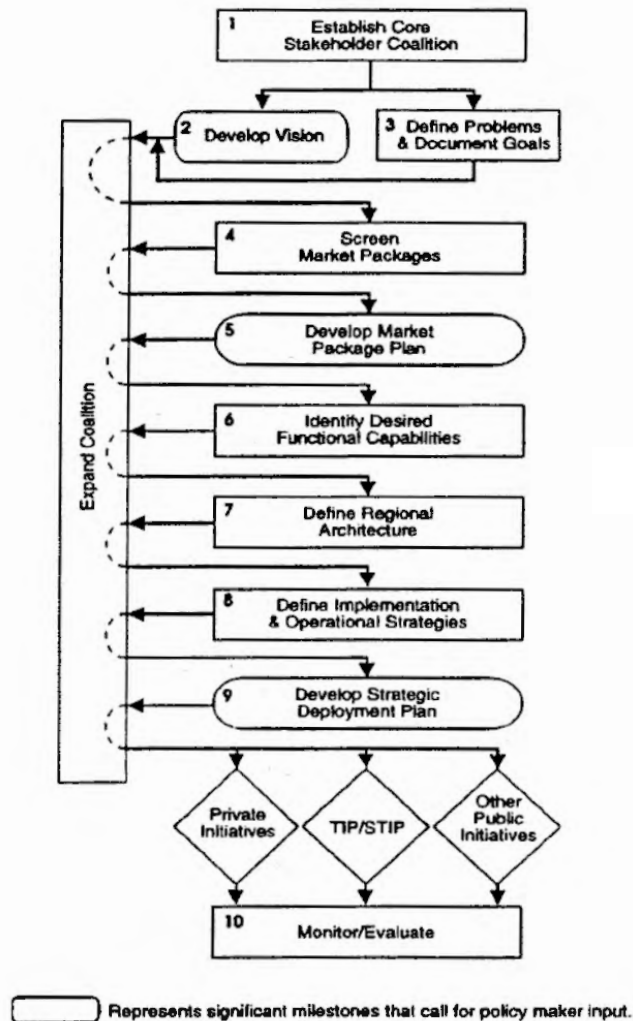 1
Establish Core
Stakeholder Coalition
2
Develop Vision
3
Define Problems
& Document Goals
Expand Coalition
4
Screen
Market Packages
5
Develop Market
Package Plan
6
Identify Desired
Functional Capabilities
7
Define Regional
Architecture
8
Define Implementation
& Operational Strategies
9
Develop Strategic
Deployment Plan
Private
Initiatives
TIP/STIP
Other
Public
Initiatives
10
Monitor/Evaluate
Represents significant milestones that call for policy maker input.